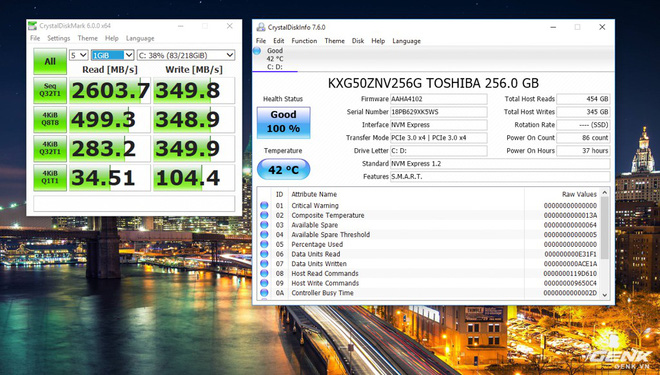 CrystalDiskMark 6.0.0 x64
File Settings Theme Help Language
All 5 1GiB C: 38% (83/218GiB)
Read [MB/s] Write [MB/s]
Seq Q32T1 2603.7 349.8
4KiB Q8T8 499.3 348.9
4KiB Q32T1 283.2 349.9
4KiB Q1T1 34.51 104.4
CrystalDiskInfo 7.6.0
File Edit Function Theme Disk Help Language
Good
42 °C
C: D:
KXG50ZNV256G TOSHIBA 256.0 GB
Health Status
Good
100 %
Temperature
42 °C
Firmware AAHA4102 Total Host Reads 454 GB
Serial Number 18PB629XK5WS Total Host Writes 345 GB
Interface NVM Express Rotation Rate ---- (SSD)
Transfer Mode PCIe 3.0 x4 | PCIe 3.0 x4 Power On Count 86 count
Drive Letter C: D: Power On Hours 37 hours
Standard NVM Express 1.2
Features S.M.A.R.T.
ID Attribute Name Raw Values
01 Critical Warning 00000000000000
02 Composite Temperature 0000000000013A
03 Available Spare 00000000000064
04 Available Spare Threshold 00000000000005
05 Percentage Used 00000000000000
06 Data Units Read 000000000E31F1
07 Data Units Written 000000000ACE1A
08 Host Read Commands 0000000119D610
09 Host Write Commands 000000009650C4
0A Controller Busy Time 0000000000002D
GENK
GENK.VN